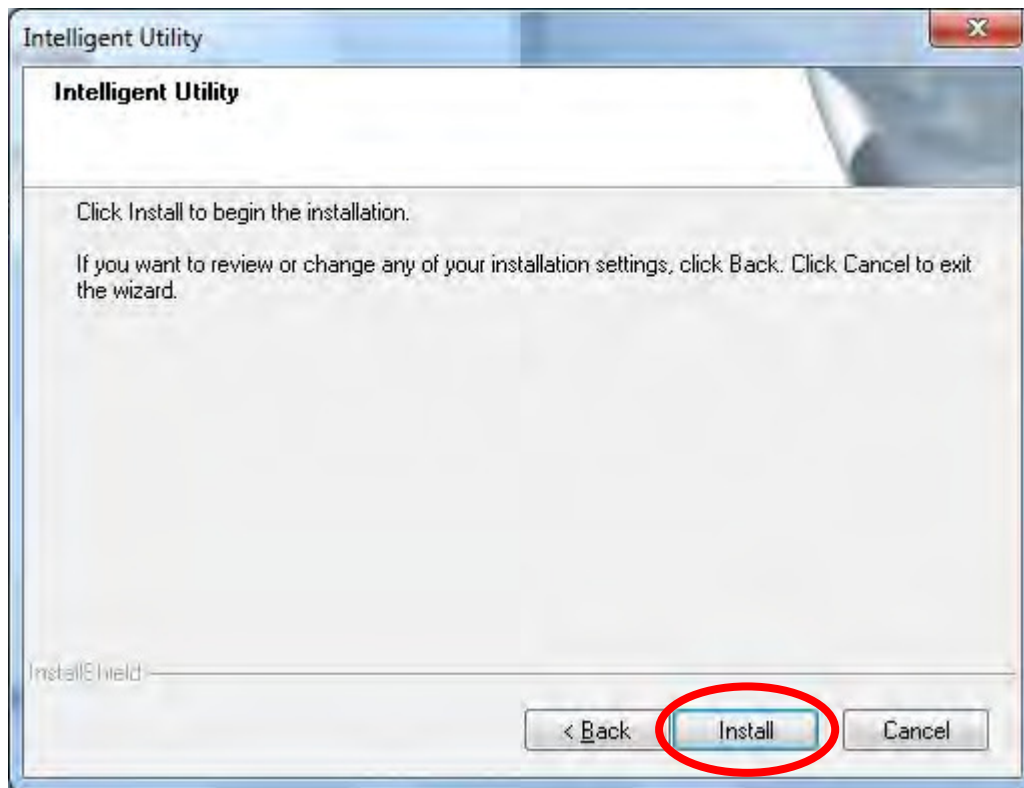 Intelligent Utility
Intelligent Utility
Click Install to begin the installation.
If you want to review or change any of your installation settings, click Back. Click Cancel to exit
the wizard.
InstallShield
< Back
Install
Cancel